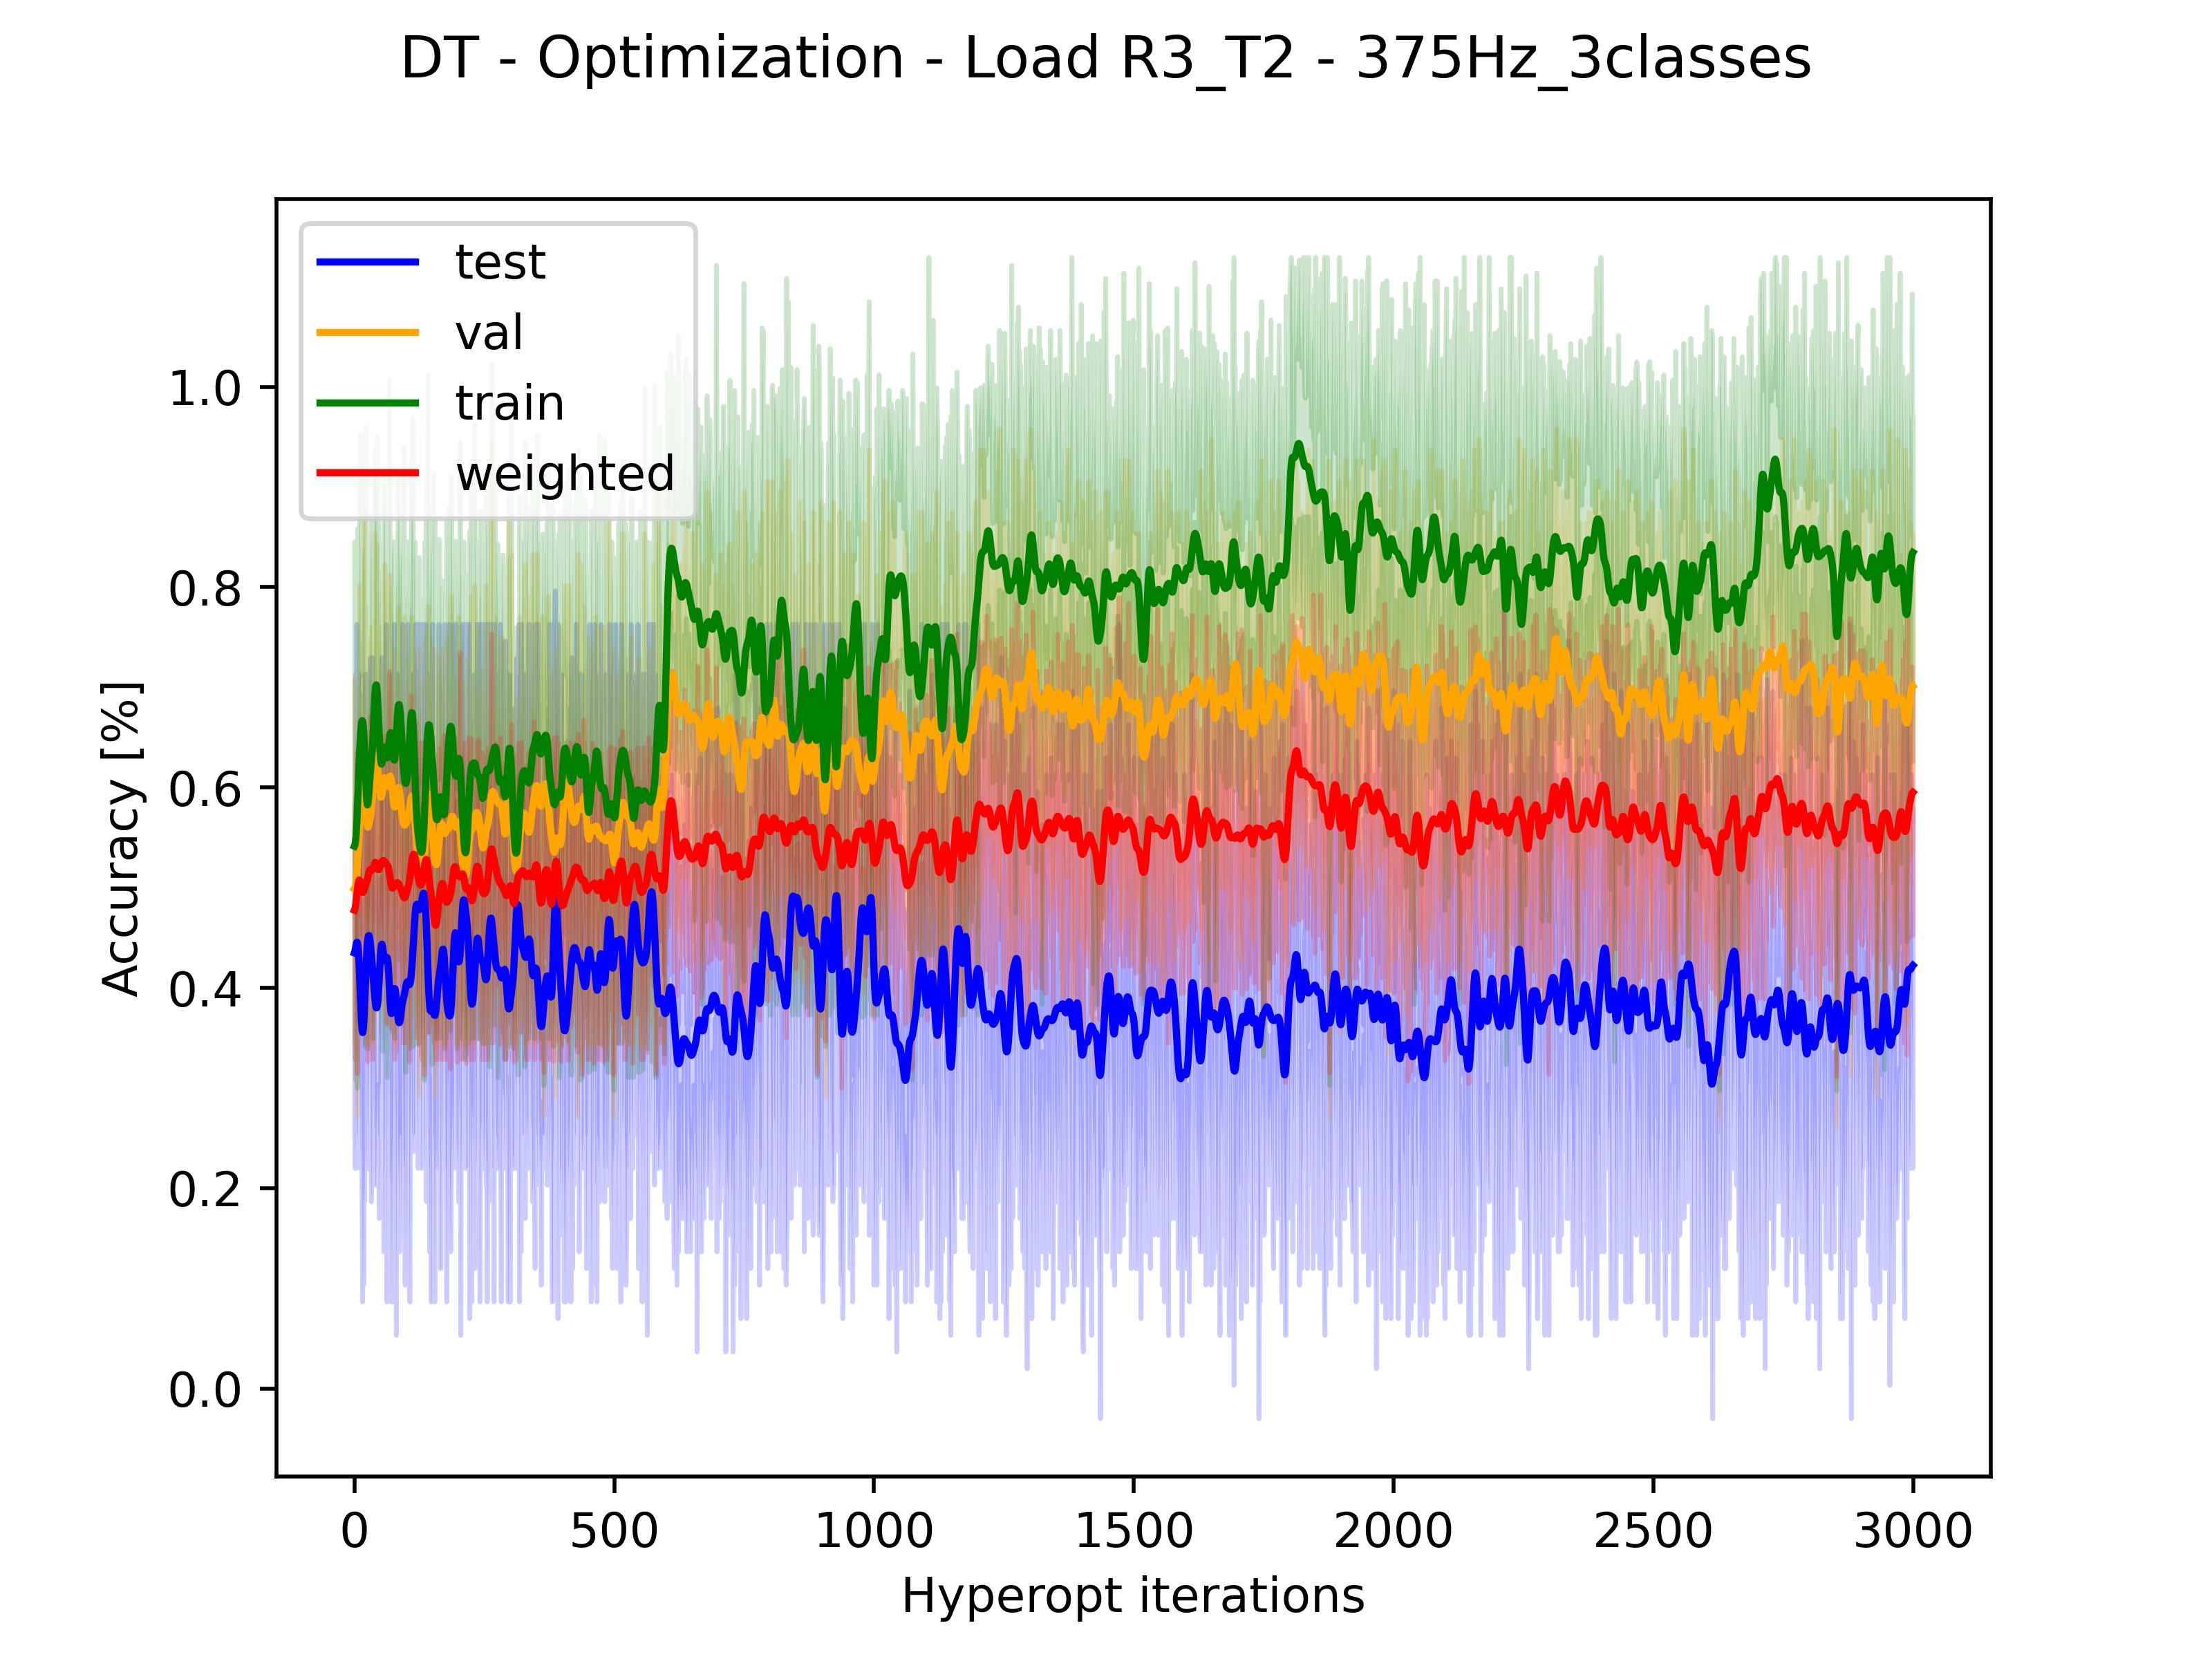 DT - Optimization - Load R3_T2 - 375Hz_3classes
test
val
train
weighted
1.0
0.8
0.6
0.4
0.2
0.0
Accuracy [%]
0 500 1000 1500 2000 2500 3000
Hyperopt iterations